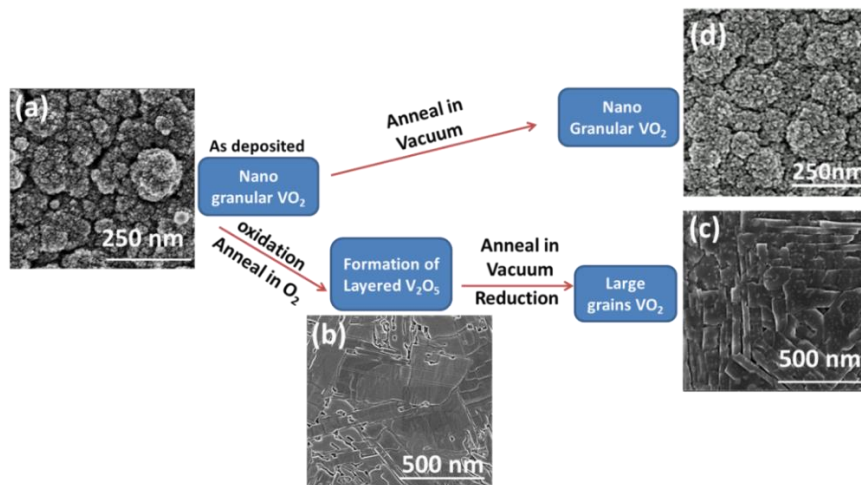 (a)
250 nm
As deposited
Nano
granular VO₂
Anneal in
Vacuum
Nano
Granular VO₂
(d)
250nm
oxidation
Anneal in O₂
Formation of
Layered V₂O₅
Anneal in
Vacuum
Reduction
Large
grains VO₂
(c)
500 nm
(b)
500 nm